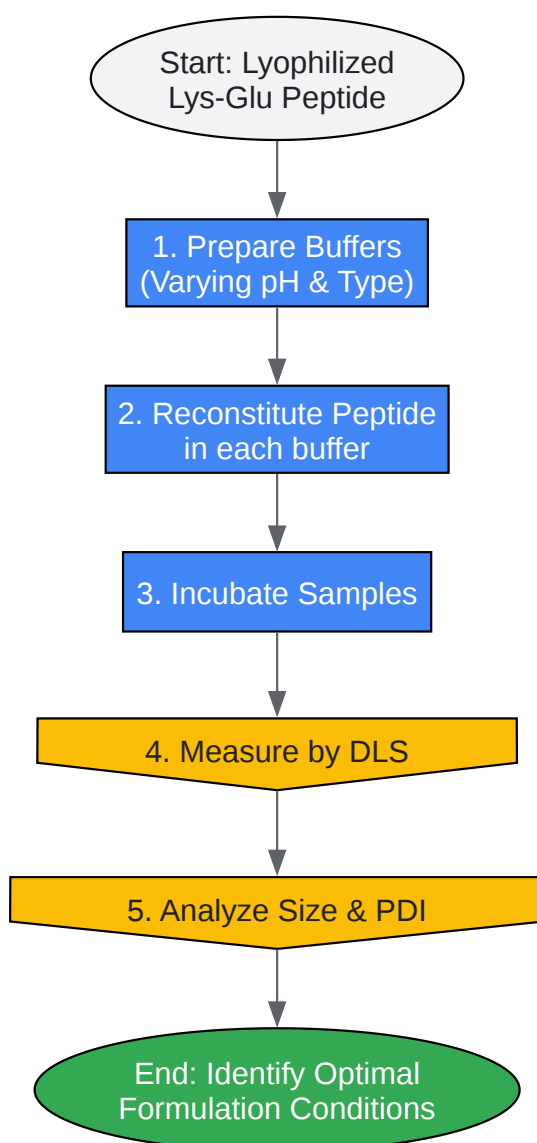 Start: Lyophilized
Lys-Glu Peptide
1. Prepare Buffers
(Varying pH & Type)
2. Reconstitute Peptide
in each buffer
3. Incubate Samples
4. Measure by DLS
5. Analyze Size & PDI
End: Identify Optimal
Formulation Conditions